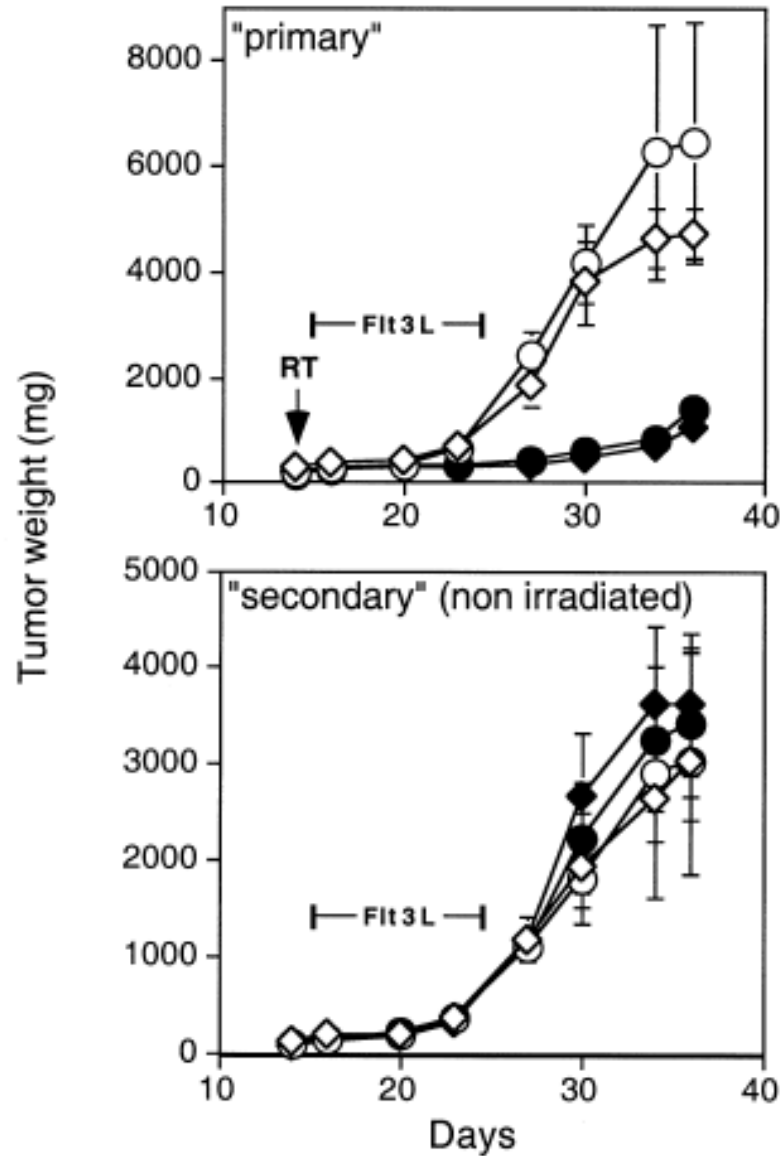 "primary"
8000
6000
4000
2000
0
Flt3L
RT
10
20
30
40
Tumor weight (mg)
"secondary" (non irradiated)
5000
4000
3000
2000
1000
0
Flt3L
10
20
30
40
Days